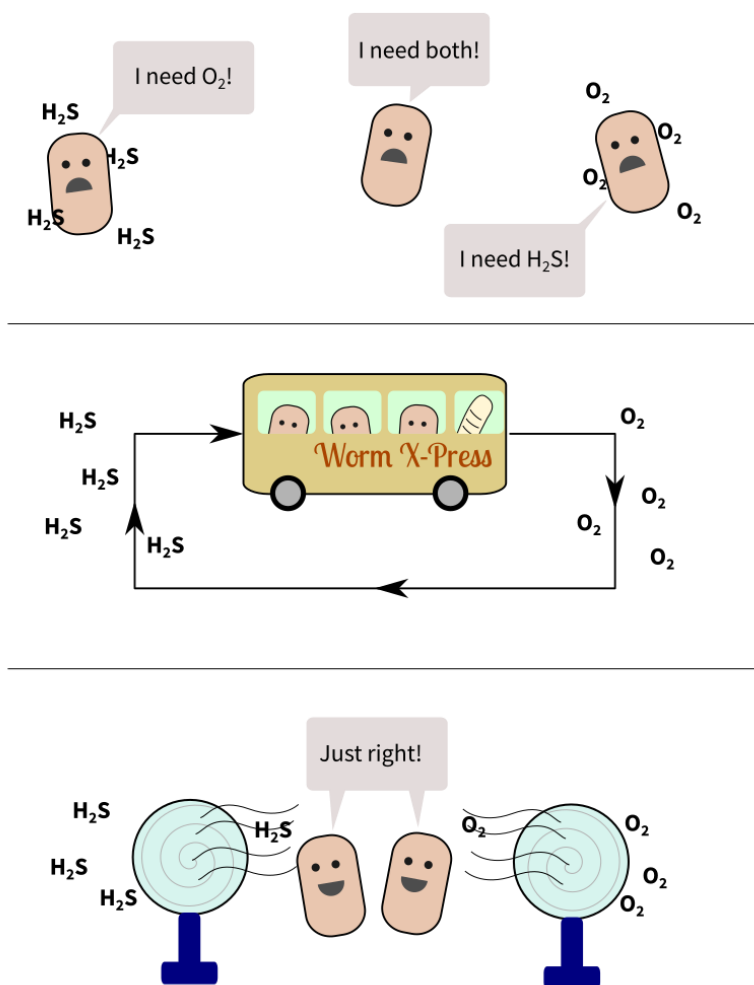 I need O₂!
I need both!
O₂
H₂S
O₂
H₂S
O₂
H₂S
O₂
H₂S
I need H₂S!
H₂S
O₂
Worm X-Press
H₂S
O₂
H₂S
O₂
H₂S
O₂
Just right!
H₂S
H₂S
O₂
O₂
H₂S
O₂
H₂S
O₂